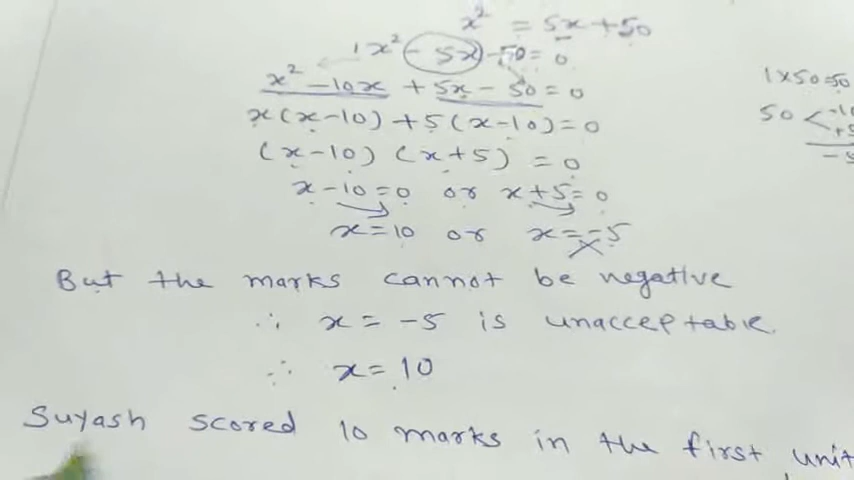 x² = 5x+50
1x² - 5x - 50 = 0
x² - 10x + 5x - 50 = 0
x(x-10) + 5(x-10) = 0
(x-10) (x+5) = 0
x-10=0 or x+5=0
x=10 or x=-5
But the marks cannot be negative
∴ x = -5 is unacceptable.
∴ x = 10
Suyash scored 10 marks in the first unit
1 x 50 = 50
50